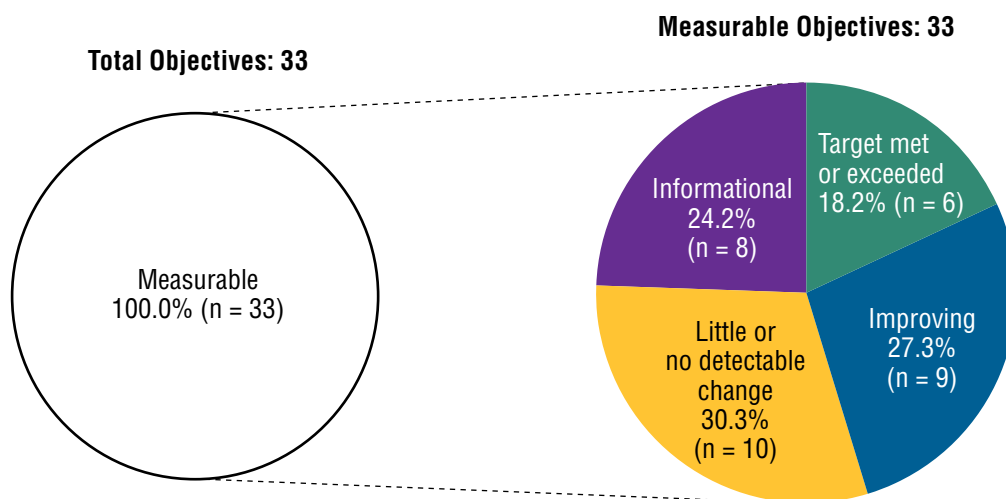 Total Objectives: 33
Measurable
100.0% (n = 33)
Measurable Objectives: 33
Target met
or exceeded
18.2% (n = 6)
Improving
27.3%
(n = 9)
Little or
no detectable
change
30.3%
(n = 10)
Informational
24.2%
(n = 8)